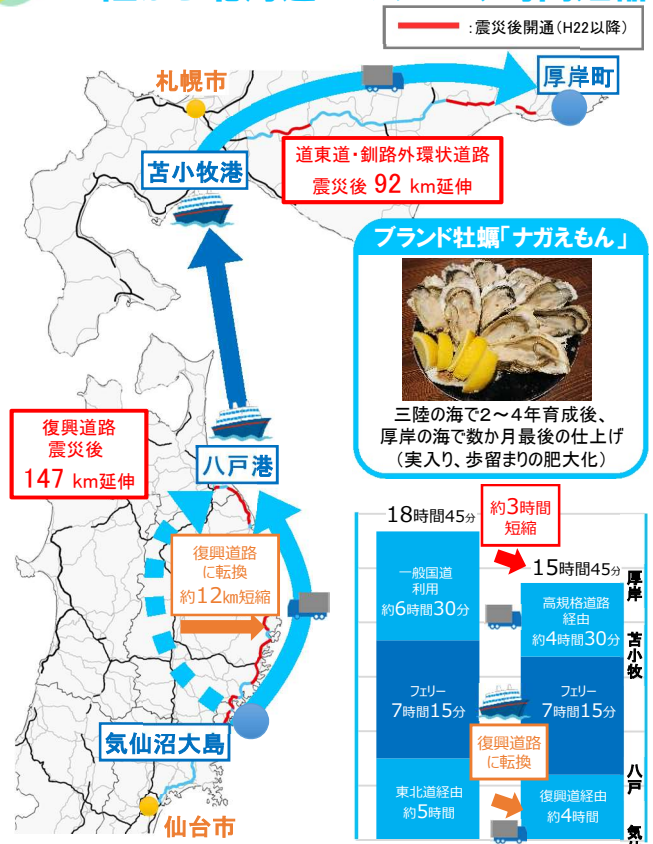 :震災後開通(H22以降)
札幌市
厚岸町
苫小牧港
道東道・釧路外環状道路
震災後 92 km延伸
ブランド牡蠣「ナガえもん」
三陸の海で2～4年育成後、
厚岸の海で数か月最後の仕上げ
(実入り、歩留まりの肥大化)
復興道路
震災後
147 km延伸
八戸港
復興道路
に転換
約12㎞短縮
気仙沼大島
仙台市
18時間45分
約3時間
短縮
15時間45分
一般国道
利用
約6時間30分
高規格道路
経由
約4時間30分
フェリー
7時間15分
フェリー
7時間15分
復興道路
に転換
東北道経由
約5時間
復興道経由
約4時間
厚岸
苫小牧
八戸